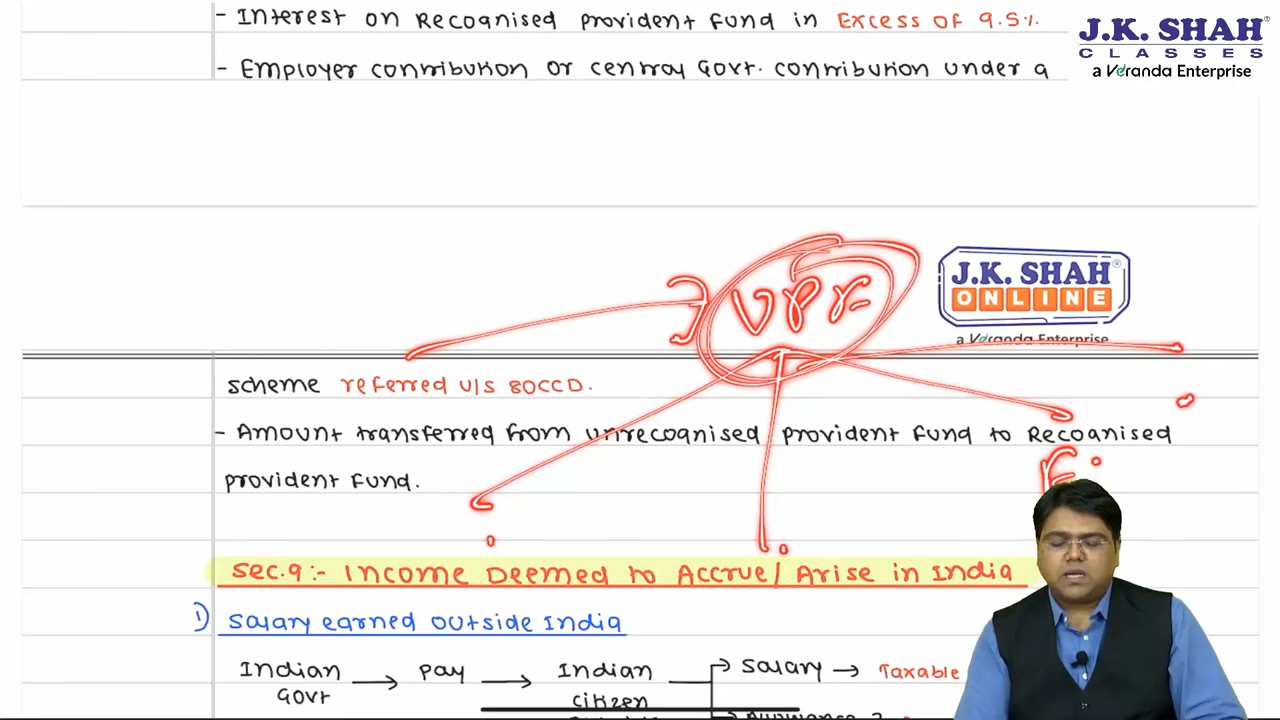 - Interest on Recognised provident Fund in Excess of 9.5%.
- Employer contribution or central Govt. contribution under a
J.K. SHAH®
CLASSES
a Veranda Enterprise
3) UPF
J.K. SHAH®
ONLINE
a Veranda Enterprise
scheme referred u/s 80CCD.
- Amount transferred from unrecognised provident fund to Recognised
provident Fund.
Sec.9:- Income Deemed to Accrue/ Arise in India
1) Salary earned outside India
Indian Govt → pay → Indian citizen → Salary → Taxable